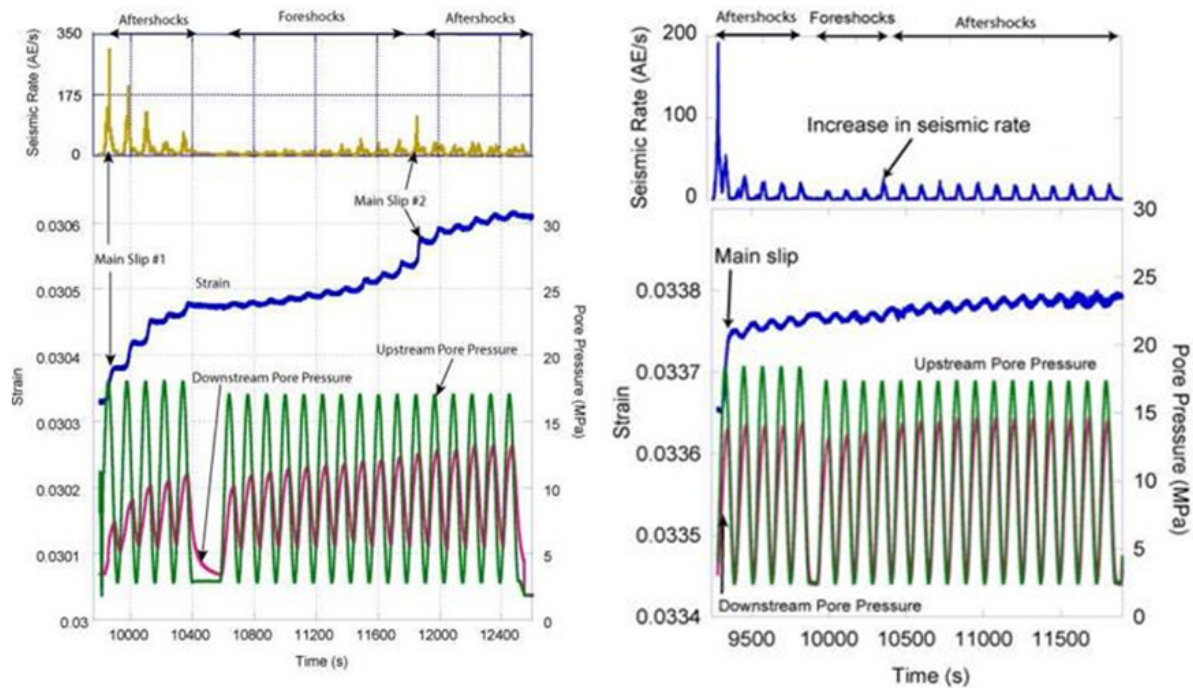 Aftershocks
Foreshocks
Aftershocks
350
175
0
Seismic Rate (AE/s)
Main Slip #2
Main Slip #1
Strain
Upstream Pore Pressure
Downstream Pore Pressure
0.0306
0.0305
0.0304
0.0303
0.0302
0.0301
0.03
Strain
30
25
20
15
10
5
0
Pore Pressure (MPa)
10000 10400 10800 11200 11600 12000 12400
Time (s)
Aftershocks
Foreshocks
Aftershocks
200
100
0
Seismic Rate (AE/s)
Increase in seismic rate
Main slip
Upstream Pore Pressure
Downstream Pore Pressure
0.0338
0.0337
0.0336
0.0335
0.0334
Strain
30
25
20
15
10
5
0
Pore Pressure (MPa)
9500 10000 10500 11000 11500
Time (s)